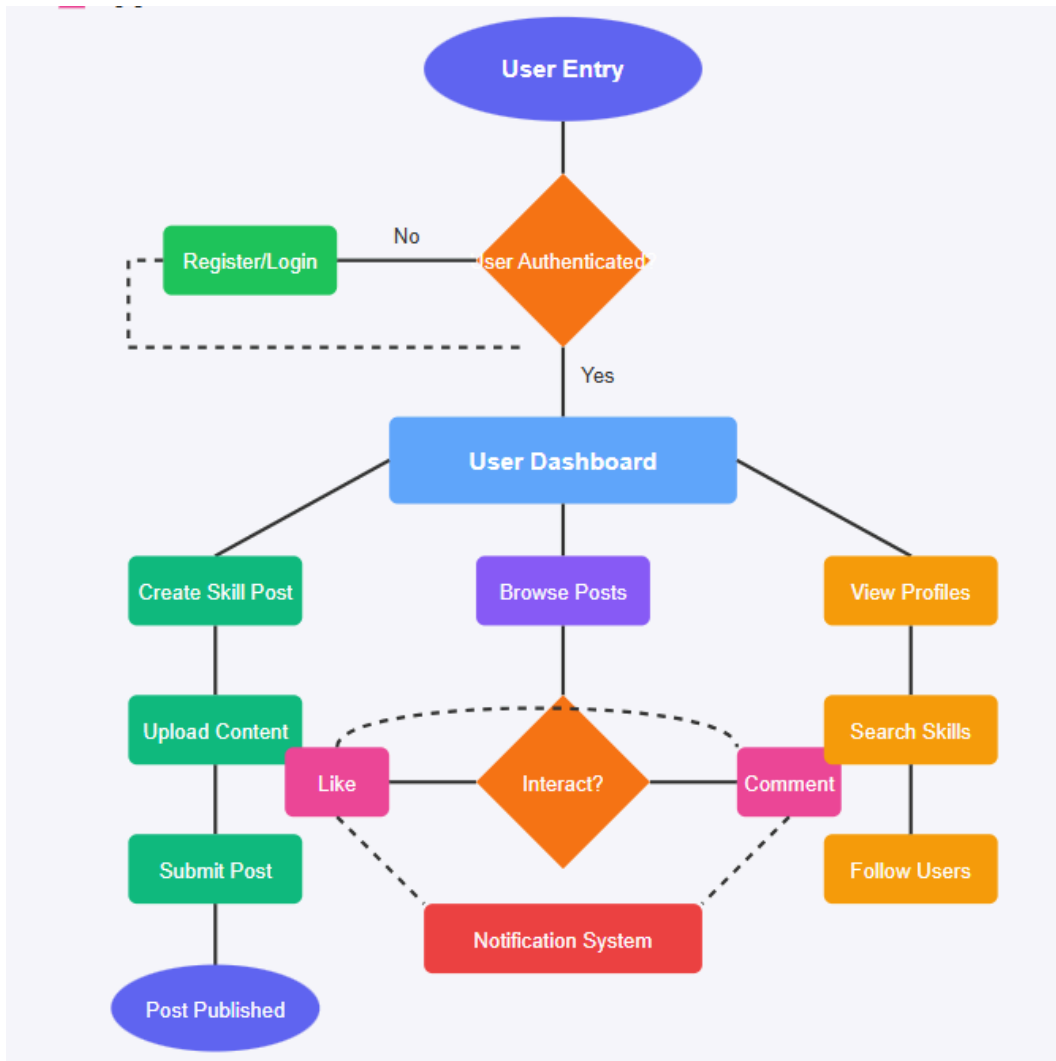 User Entry
No
Register/Login
ser Authenticated
Yes
User Dashboard
Create Skill Post
Browse Posts
View Profiles
Upload Content
Search Skills
Like
Interact?
Comment
Submit Post
Follow Users
Notification System
Post Published